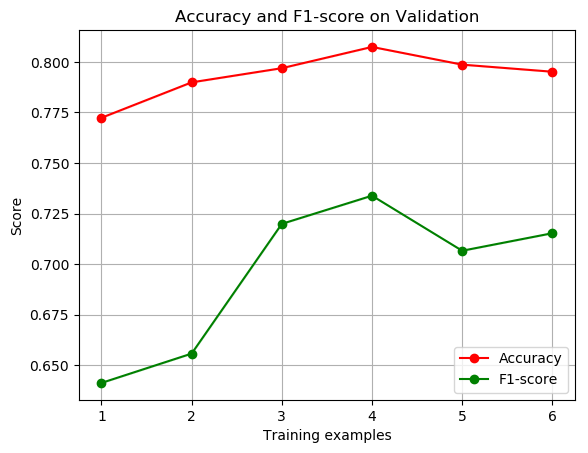 Accuracy and F1-score on Validation
0.800
0.775
0.750
0.725
0.700
0.675
0.650
Score
Accuracy
F1-score
1 2 3 4 5 6
Training examples